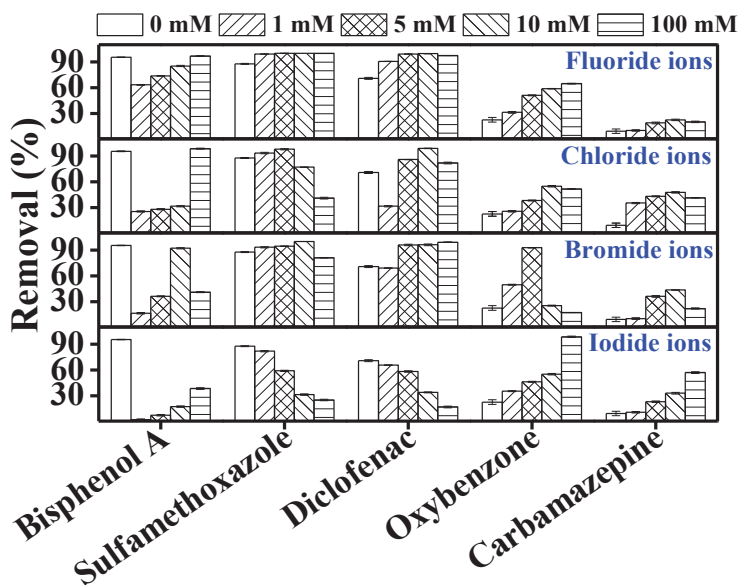 0 mM 1 mM 5 mM 10 mM 100 mM
Removal (%)
90
60
30
Fluoride ions
90
60
30
Chloride ions
90
60
30
Bromide ions
90
60
30
Iodide ions
Bisphenol A
Sulfamethoxazole
Diclofenac
Oxybenzone
Carbamazepine